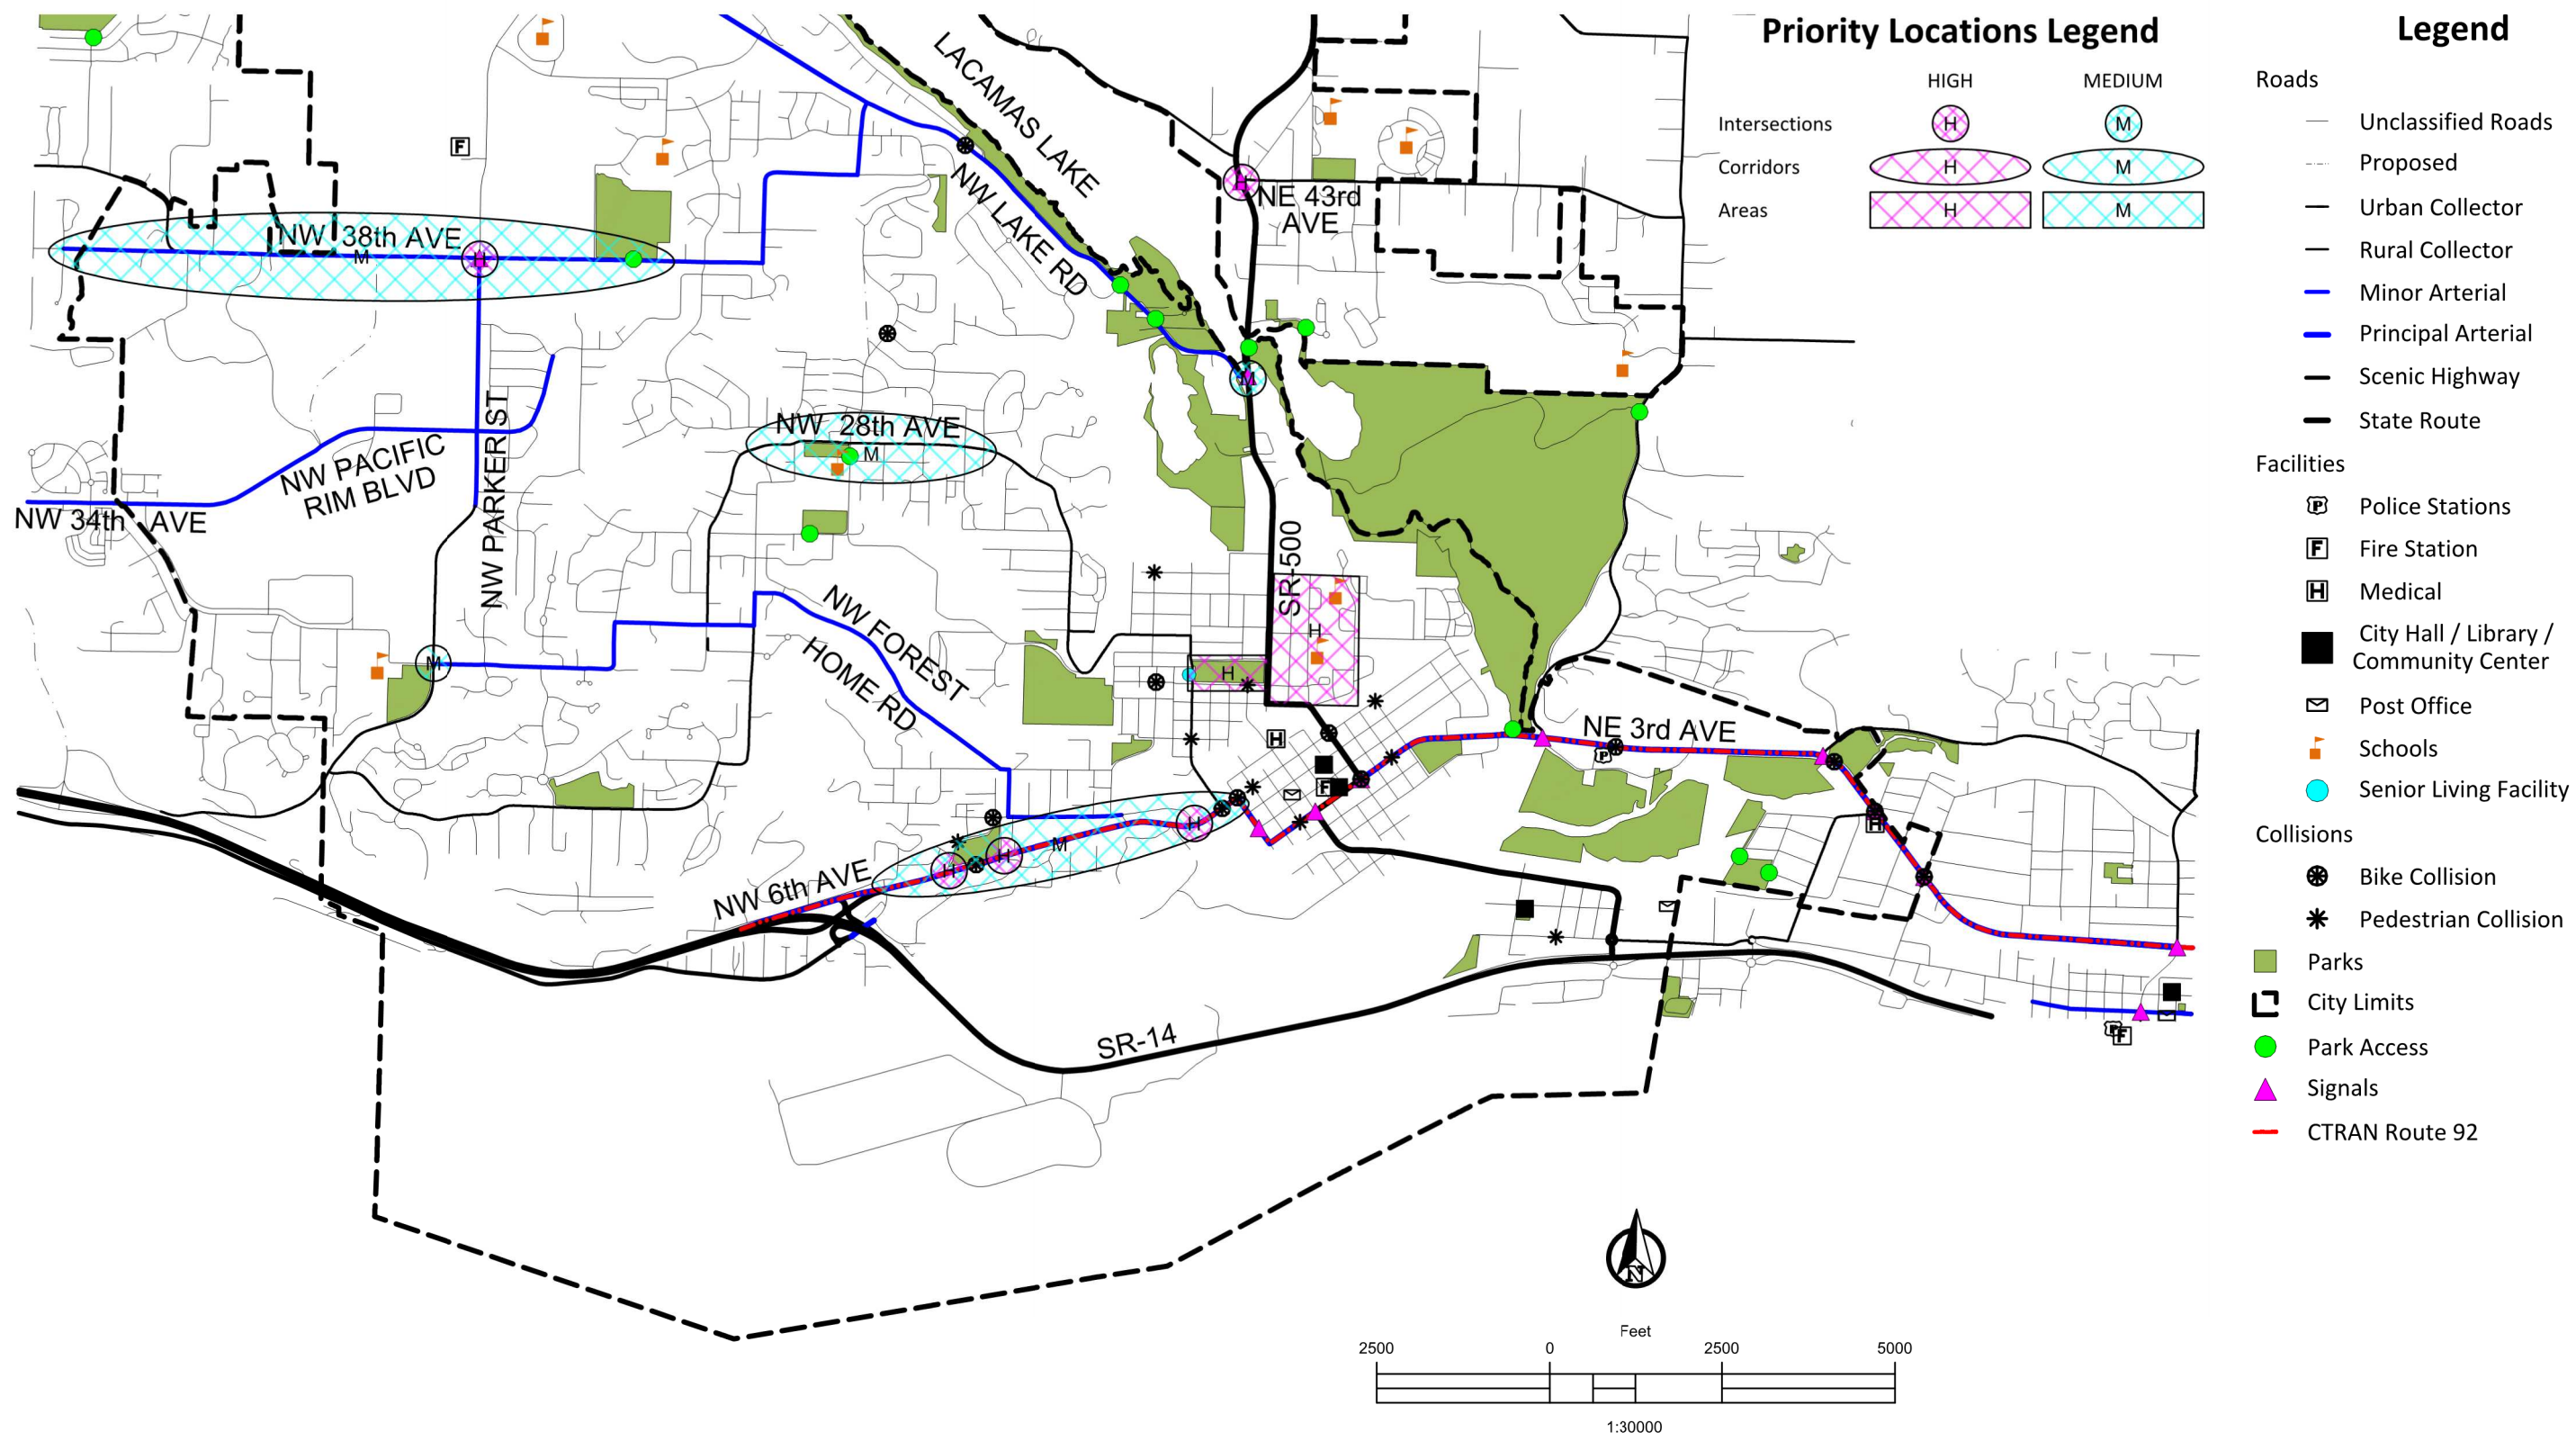 Priority Locations Legend
HIGH MEDIUM
Intersections H M
Corridors H M
Areas H M
Legend
Roads
Unclassified Roads
Proposed
Urban Collector
Rural Collector
Minor Arterial
Principal Arterial
Scenic Highway
State Route
Facilities
P Police Stations
F Fire Station
H Medical
City Hall / Library /
Community Center
Post Office
Schools
Senior Living Facility
Collisions
Bike Collision
Pedestrian Collision
Parks
City Limits
Park Access
Signals
CTRAN Route 92
LACAMAS LAKE
F
H
NE 43rd
AVE
NW LAKE RD
NW 38th AVE
M
H
M
NW 28th AVE
M
NW PACIFIC
RIM BLVD
NW PARKER ST
NW 34th AVE
SR-500
H
H
M
NW FOREST
HOME RD
NE 3rd AVE
P
H
F
H
H
M
H
H
NW 6th AVE
SR-14
P
F
N
Feet
2500 0 2500 5000
1:30000